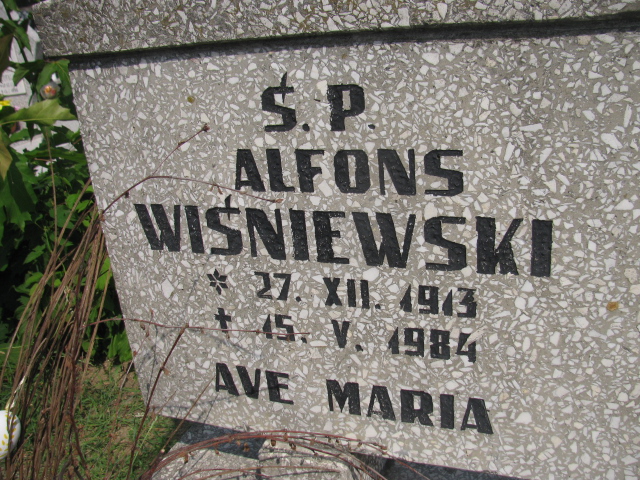 Ś. P.
ALFONS
WIŚNIEWSKI
* 27. XII. 1913
† 15. V. 1984
AVE MARIA